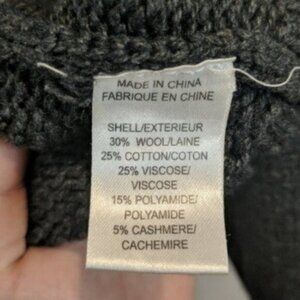 MADE IN CHINA
FABRIQUE EN CHINE
SHELL/EXTERIEUR
30% WOOL/LAINE
25% COTTON/COTON
25% VISCOSE/
VISCOSE
15% POLYAMIDE/
POLYAMIDE
5% CASHMERE/
CACHEMIRE